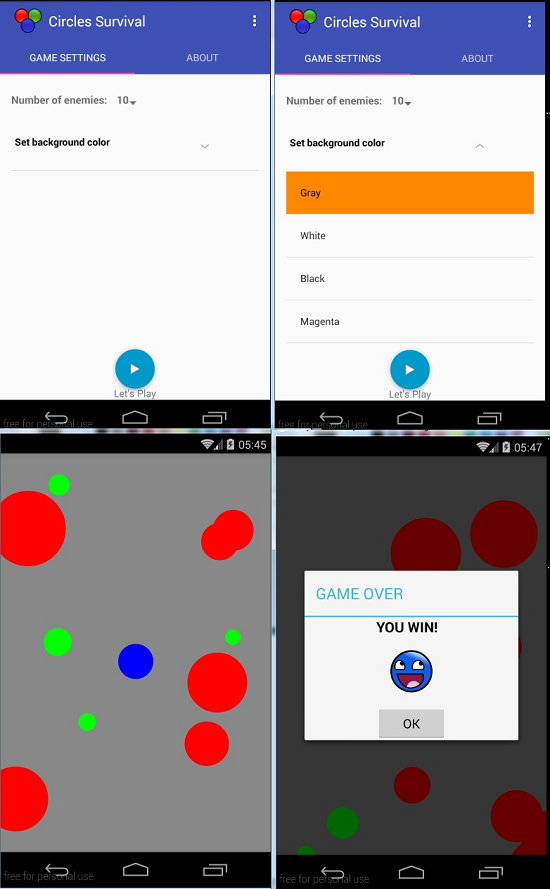 Circles Survival
GAME SETTINGS ABOUT
Number of enemies: 10
Set background color
Let's Play
free for personal use
Circles Survival
GAME SETTINGS ABOUT
Number of enemies: 10
Set background color
Gray
White
Black
Magenta
Let's Play
free for personal use
05:45
free for personal use
05:47
GAME OVER
YOU WIN!
OK
free for personal use